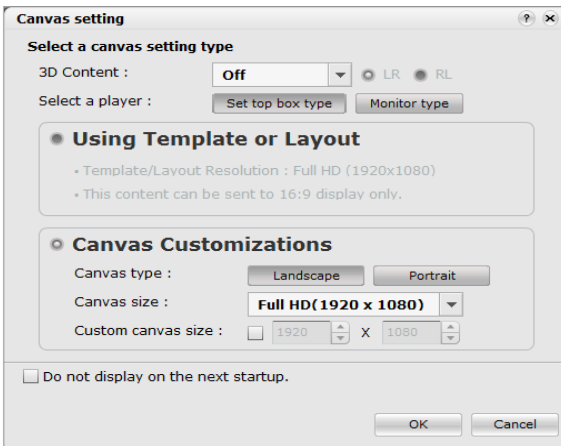 Canvas setting ? x
Select a canvas setting type
3D Content : Off LR RL
Select a player : Set top box type Monitor type
Using Template or Layout
• Template/Layout Resolution : Full HD (1920x1080)
• This content can be sent to 16:9 display only.
Canvas Customizations
Canvas type : Landscape Portrait
Canvas size : Full HD(1920 x 1080)
Custom canvas size : 1920 X 1080
Do not display on the next startup.
OK Cancel